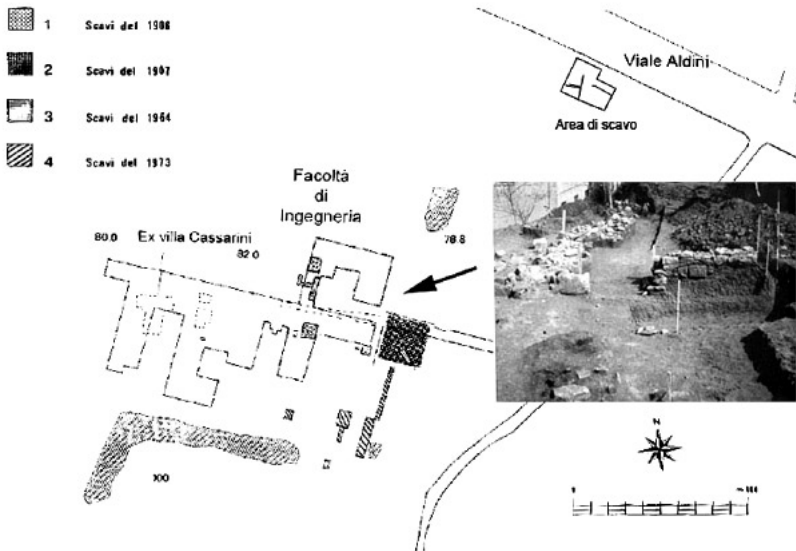 1 Scavi del 1906
2 Scavi del 1907
3 Scavi del 1964
4 Scavi del 1973
Viale Aldini
Area di scavo
Facoltà
di
Ingegneria
78.8
80.0
Ex villa Cassarini
82.0
N
100